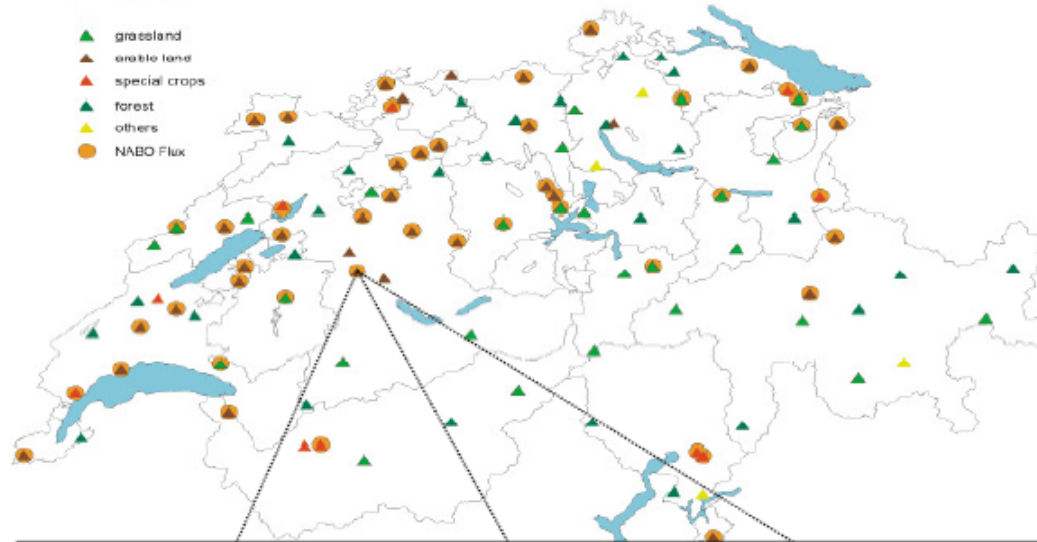 grassland
arable land
special crops
forest
others
NABO Flux